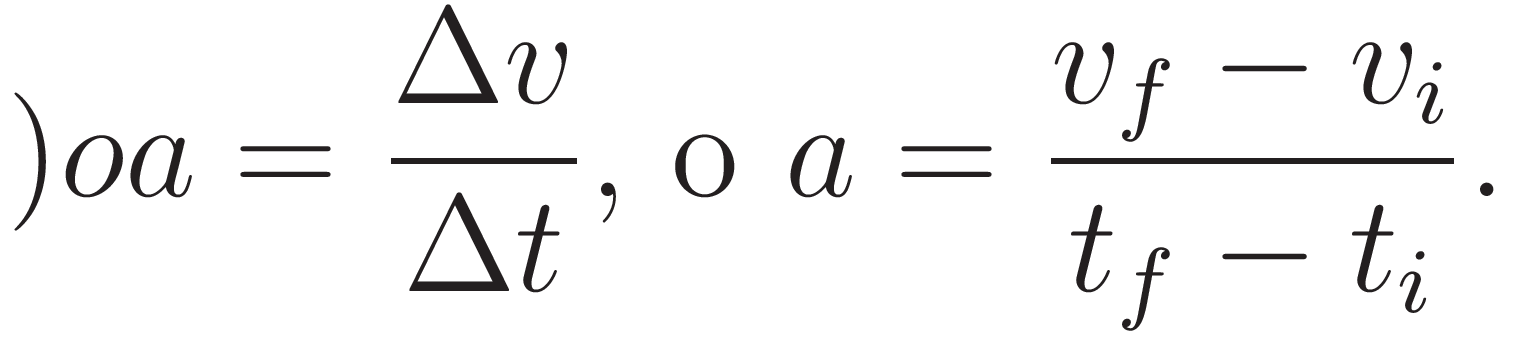 )oa = Δv/Δt, o a = (v_f − v_i)/(t_f − t_i).